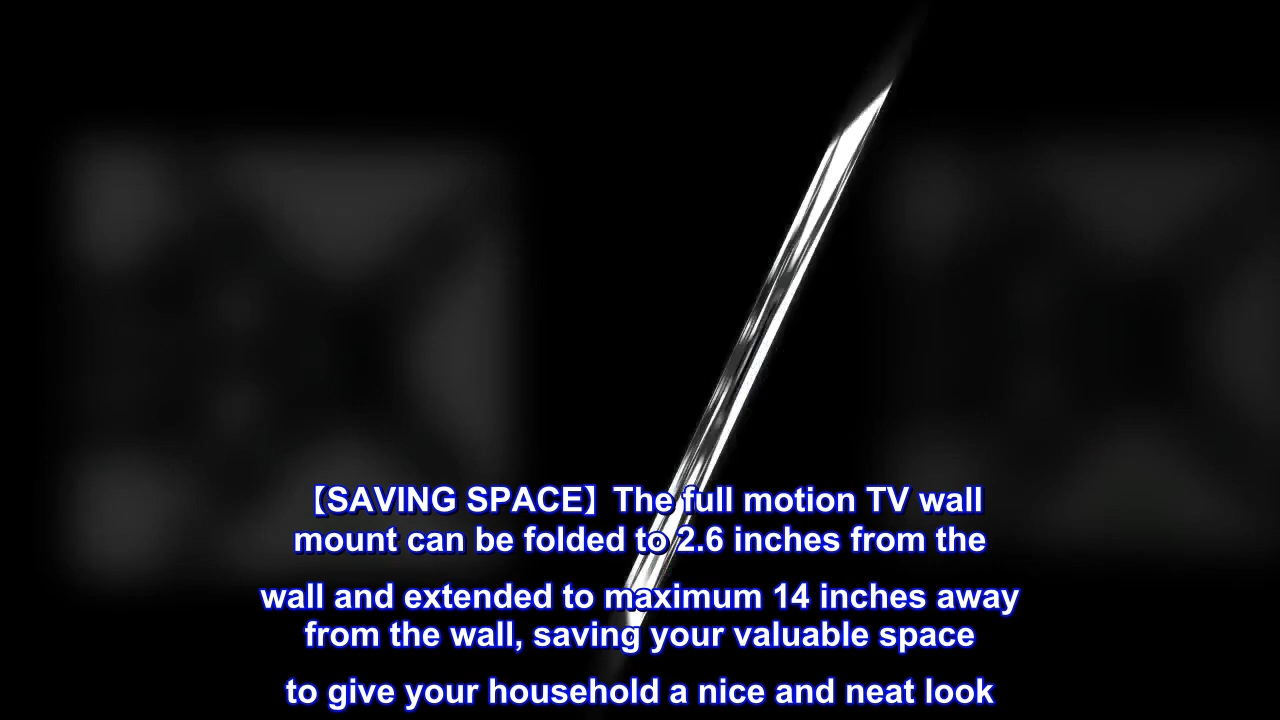 【SAVING SPACE】The full motion TV wall
mount can be folded to 2.6 inches from the
wall and extended to maximum 14 inches away
from the wall, saving your valuable space
to give your household a nice and neat look